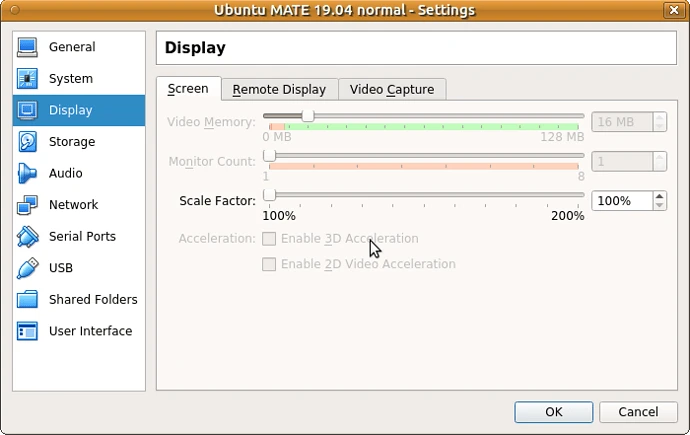 Ubuntu MATE 19.04 normal - Settings
General
System
Display
Storage
Audio
Network
Serial Ports
USB
Shared Folders
User Interface
Display
Screen Remote Display Video Capture
Video Memory: 16 MB
0 MB 128 MB
Monitor Count: 1
1 8
Scale Factor: 100%
100% 200%
Acceleration: Enable 3D Acceleration
Enable 2D Video Acceleration
OK Cancel